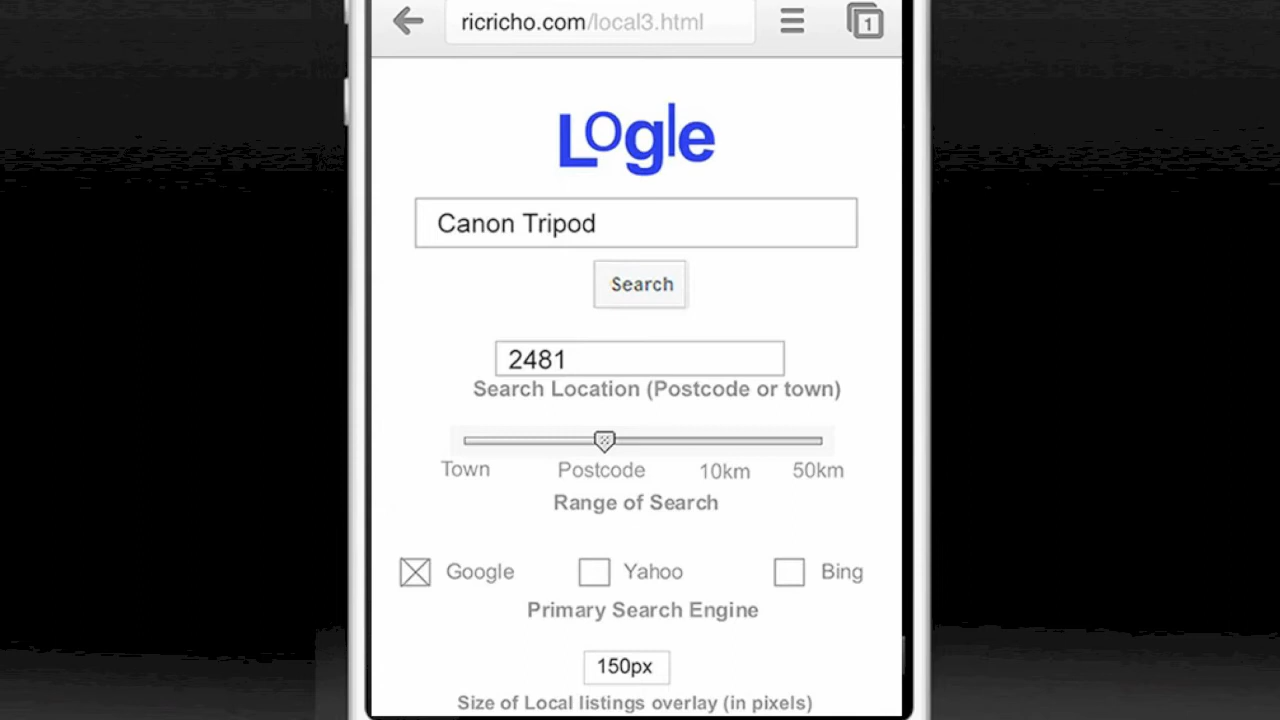 ricricho.com/local3.html
1
Logle
Canon Tripod
Search
2481
Search Location (Postcode or town)
Town Postcode 10km 50km
Range of Search
Google Yahoo Bing
Primary Search Engine
150px
Size of Local listings overlay (in pixels)